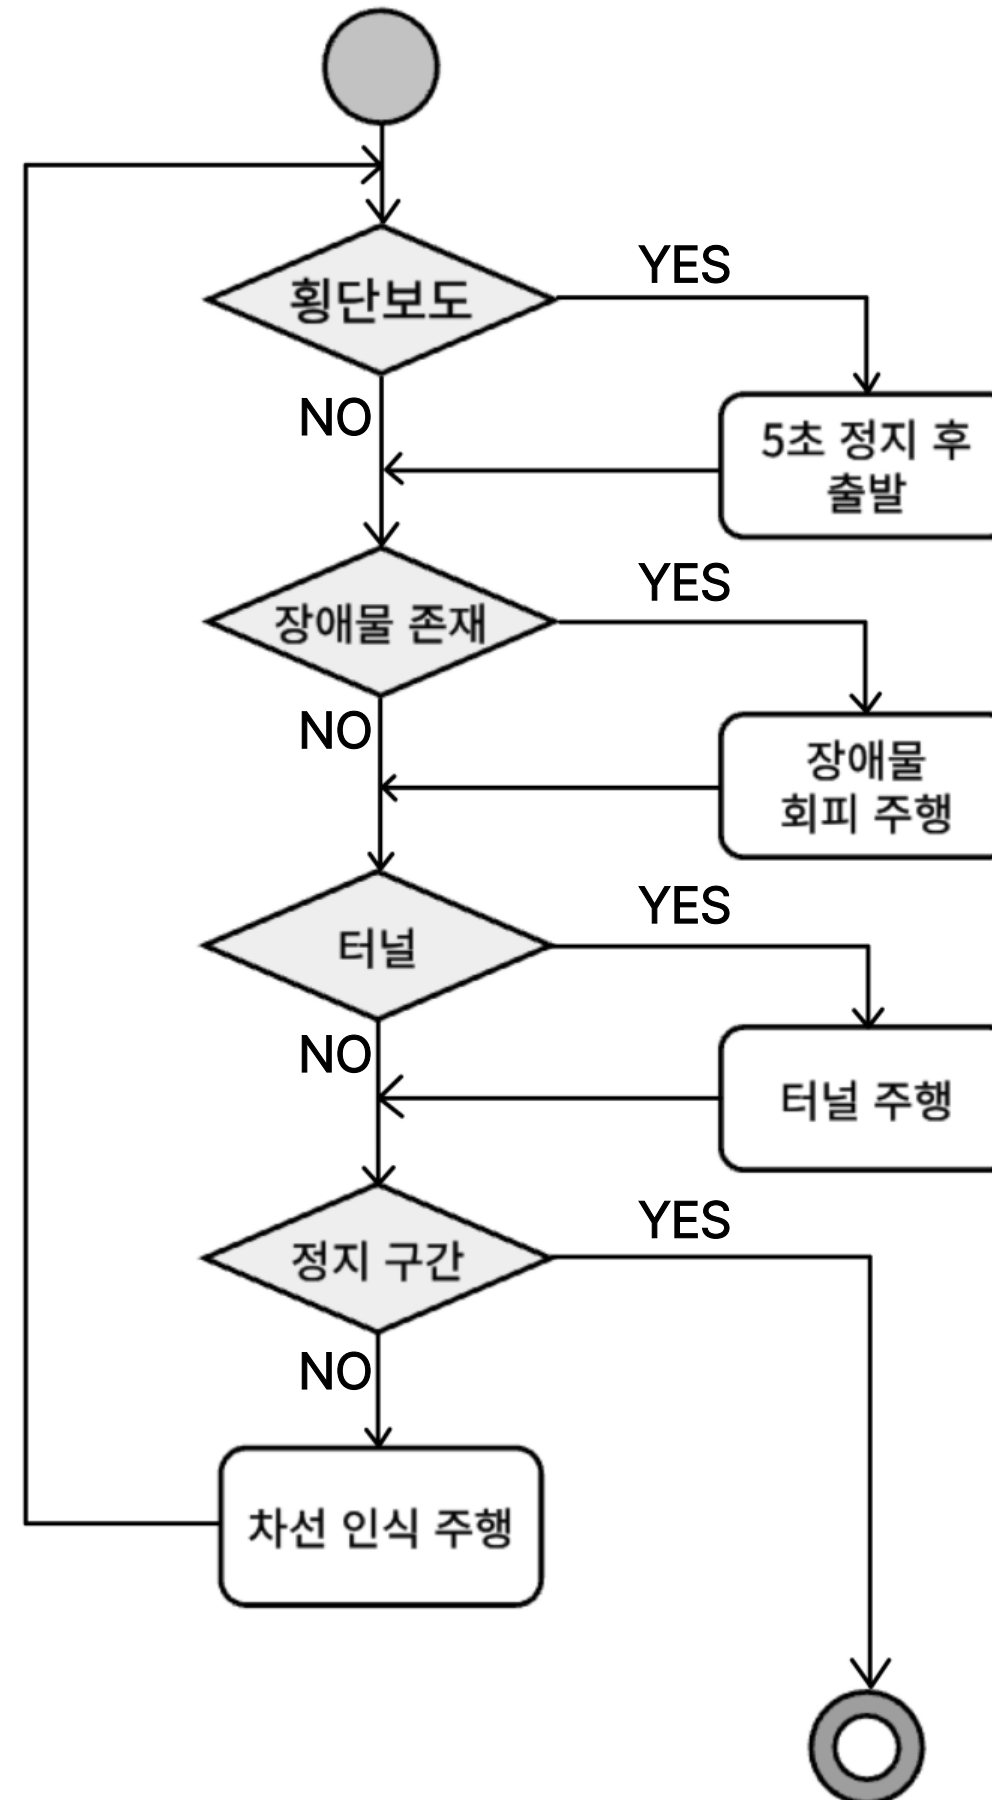 횡단보도
YES
5초 정지 후
출발
NO
장애물 존재
YES
장애물
회피 주행
NO
터널
YES
터널 주행
NO
정지 구간
YES
NO
차선 인식 주행